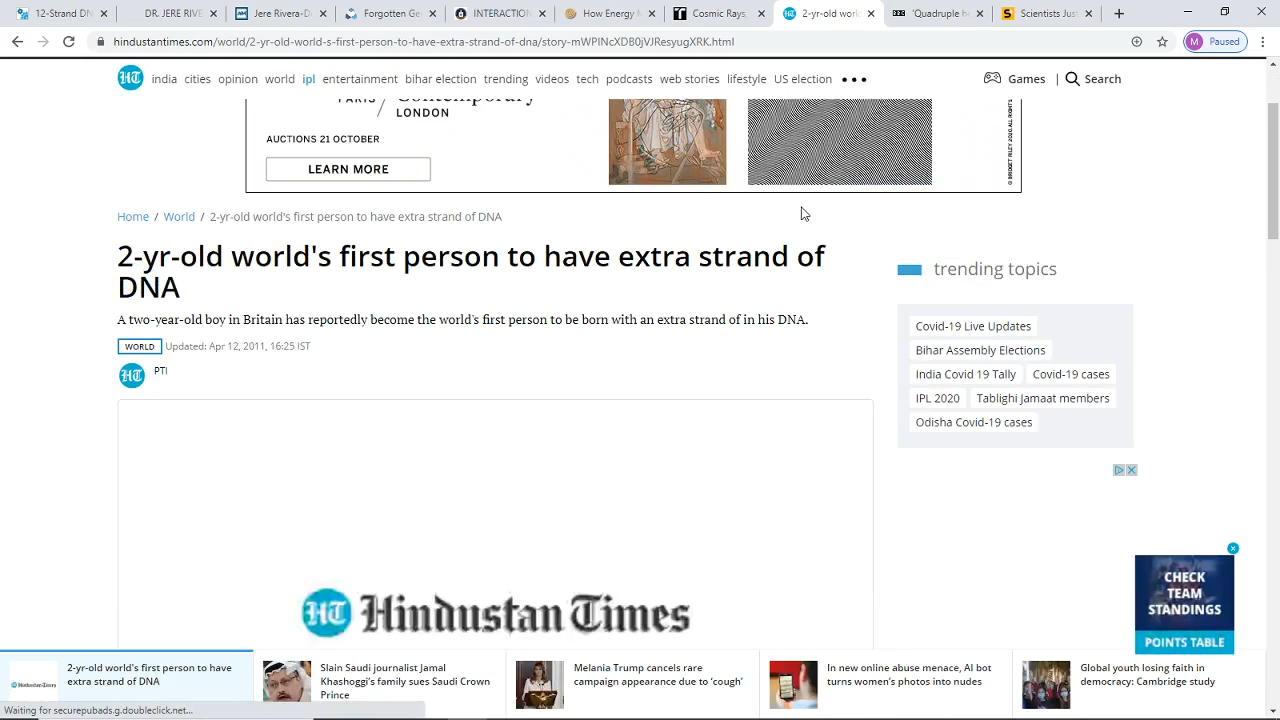 12-Strand DN
DR. JERE RIVE
Jere Rivera-D
Forgotten Ge
INTERACTION
How Energy M
Cosmic Rays:
2-yr-old worl
'Quadruple he
Scientists Jus
hindustantimes.com/world/2-yr-old-world-s-first-person-to-have-extra-strand-of-dna/story-mWPlNcXDB0jVJResyugXRK.html
M Paused
HT india cities opinion world ipl entertainment bihar election trending videos tech podcasts web stories lifestyle US election ••• Games | Search
PARIS / Contemporary
LONDON
AUCTIONS 21 OCTOBER
LEARN MORE
Home / World / 2-yr-old world's first person to have extra strand of DNA
2-yr-old world's first person to have extra strand of
DNA
A two-year-old boy in Britain has reportedly become the world's first person to be born with an extra strand of in his DNA.
WORLD Updated: Apr 12, 2011, 16:25 IST
HT PTI
trending topics
Covid-19 Live Updates
Bihar Assembly Elections
India Covid 19 Tally Covid-19 cases
IPL 2020 Tablighi Jamaat members
Odisha Covid-19 cases
HT Hindustan Times
CHECK
TEAM
STANDINGS
POINTS TABLE
Hindustan Times
2-yr-old world's first person to have
extra strand of DNA
Slain Saudi journalist Jamal
Khashoggi's family sues Saudi Crown
Prince
Melania Trump cancels rare
campaign appearance due to 'cough'
In new online abuse menace, AI bot
turns women's photos into nudes
Global youth losing faith in
democracy: Cambridge study
Waiting for securepubads.g.doubleclick.net...